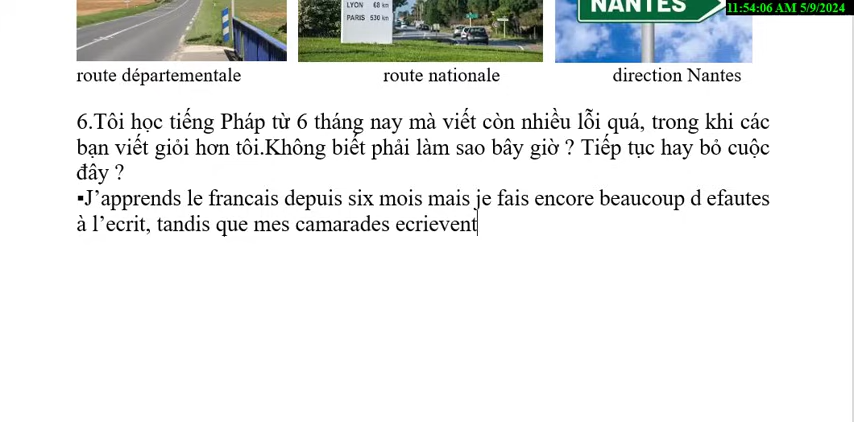 LYON 68 km
PARIS 530 km
NANTES
11:54:06 AM 5/9/2024
route départementale
route nationale
direction Nantes
6.Tôi học tiếng Pháp từ 6 tháng nay mà viết còn nhiều lỗi quá, trong khi các
bạn viết giỏi hơn tôi.Không biết phải làm sao bây giờ ? Tiếp tục hay bỏ cuộc
đây ?
▪J’apprends le francais depuis six mois mais je fais encore beaucoup d efautes
à l’ecrit, tandis que mes camarades ecrievent